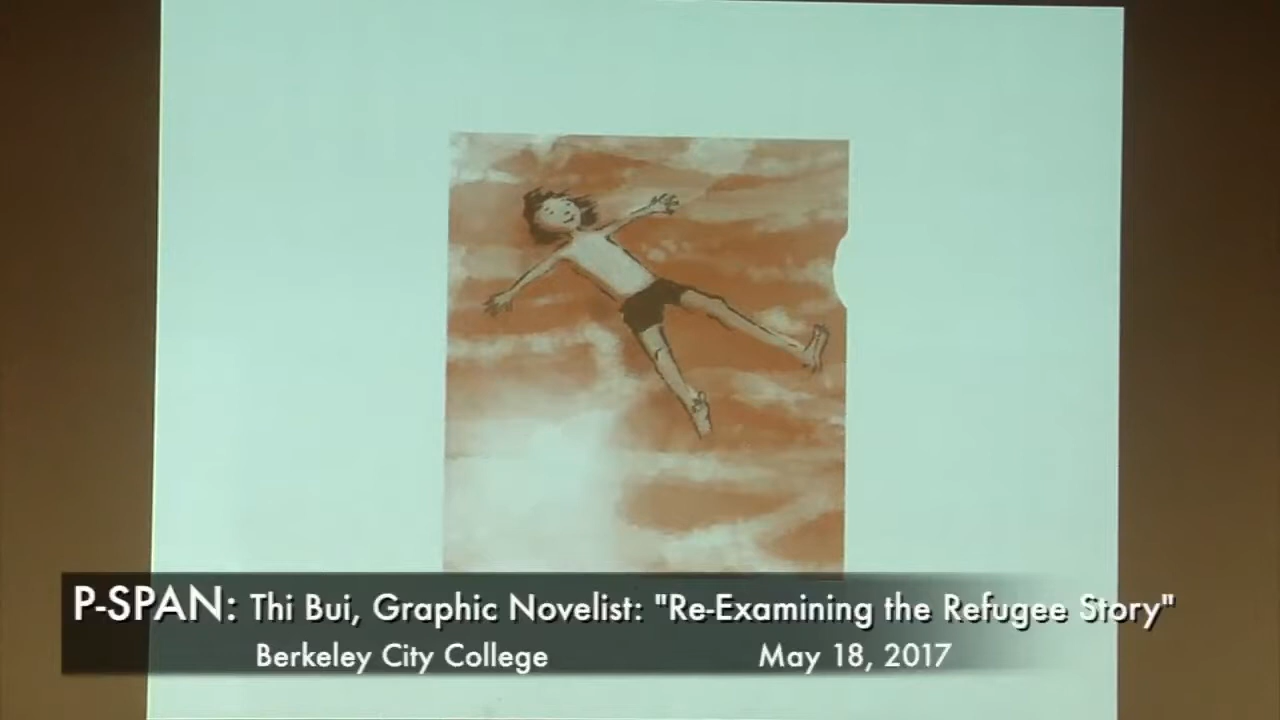 P-SPAN: Thi Bui, Graphic Novelist: "Re-Examining the Refugee Story"
Berkeley City College May 18, 2017